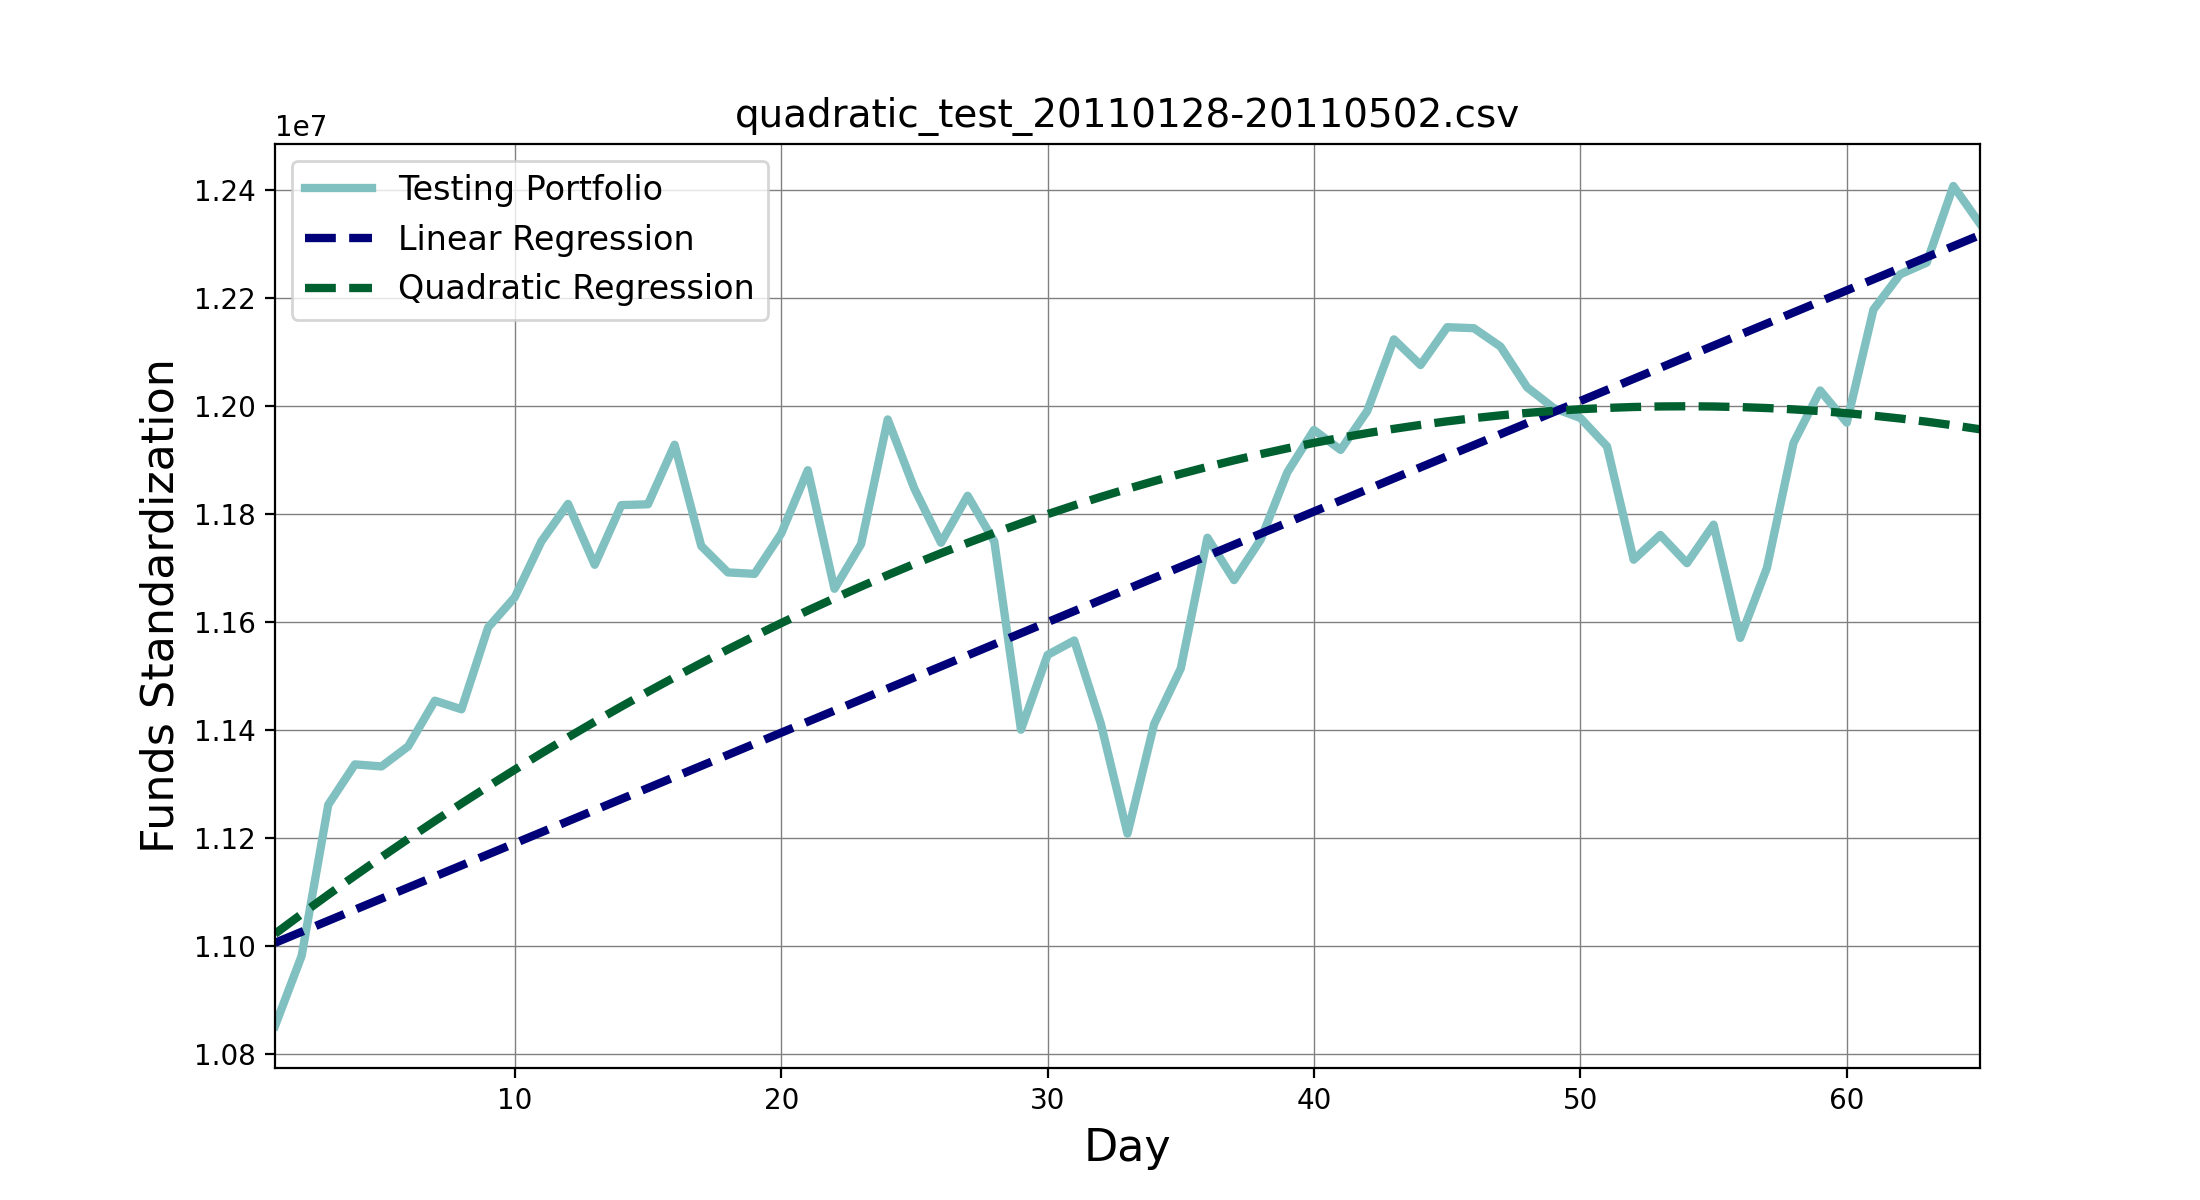 quadratic_test_20110128-20110502.csv
1e7
Testing Portfolio
Linear Regression
Quadratic Regression
Funds Standardization
1.24
1.22
1.20
1.18
1.16
1.14
1.12
1.10
1.08
10 20 30 40 50 60
Day